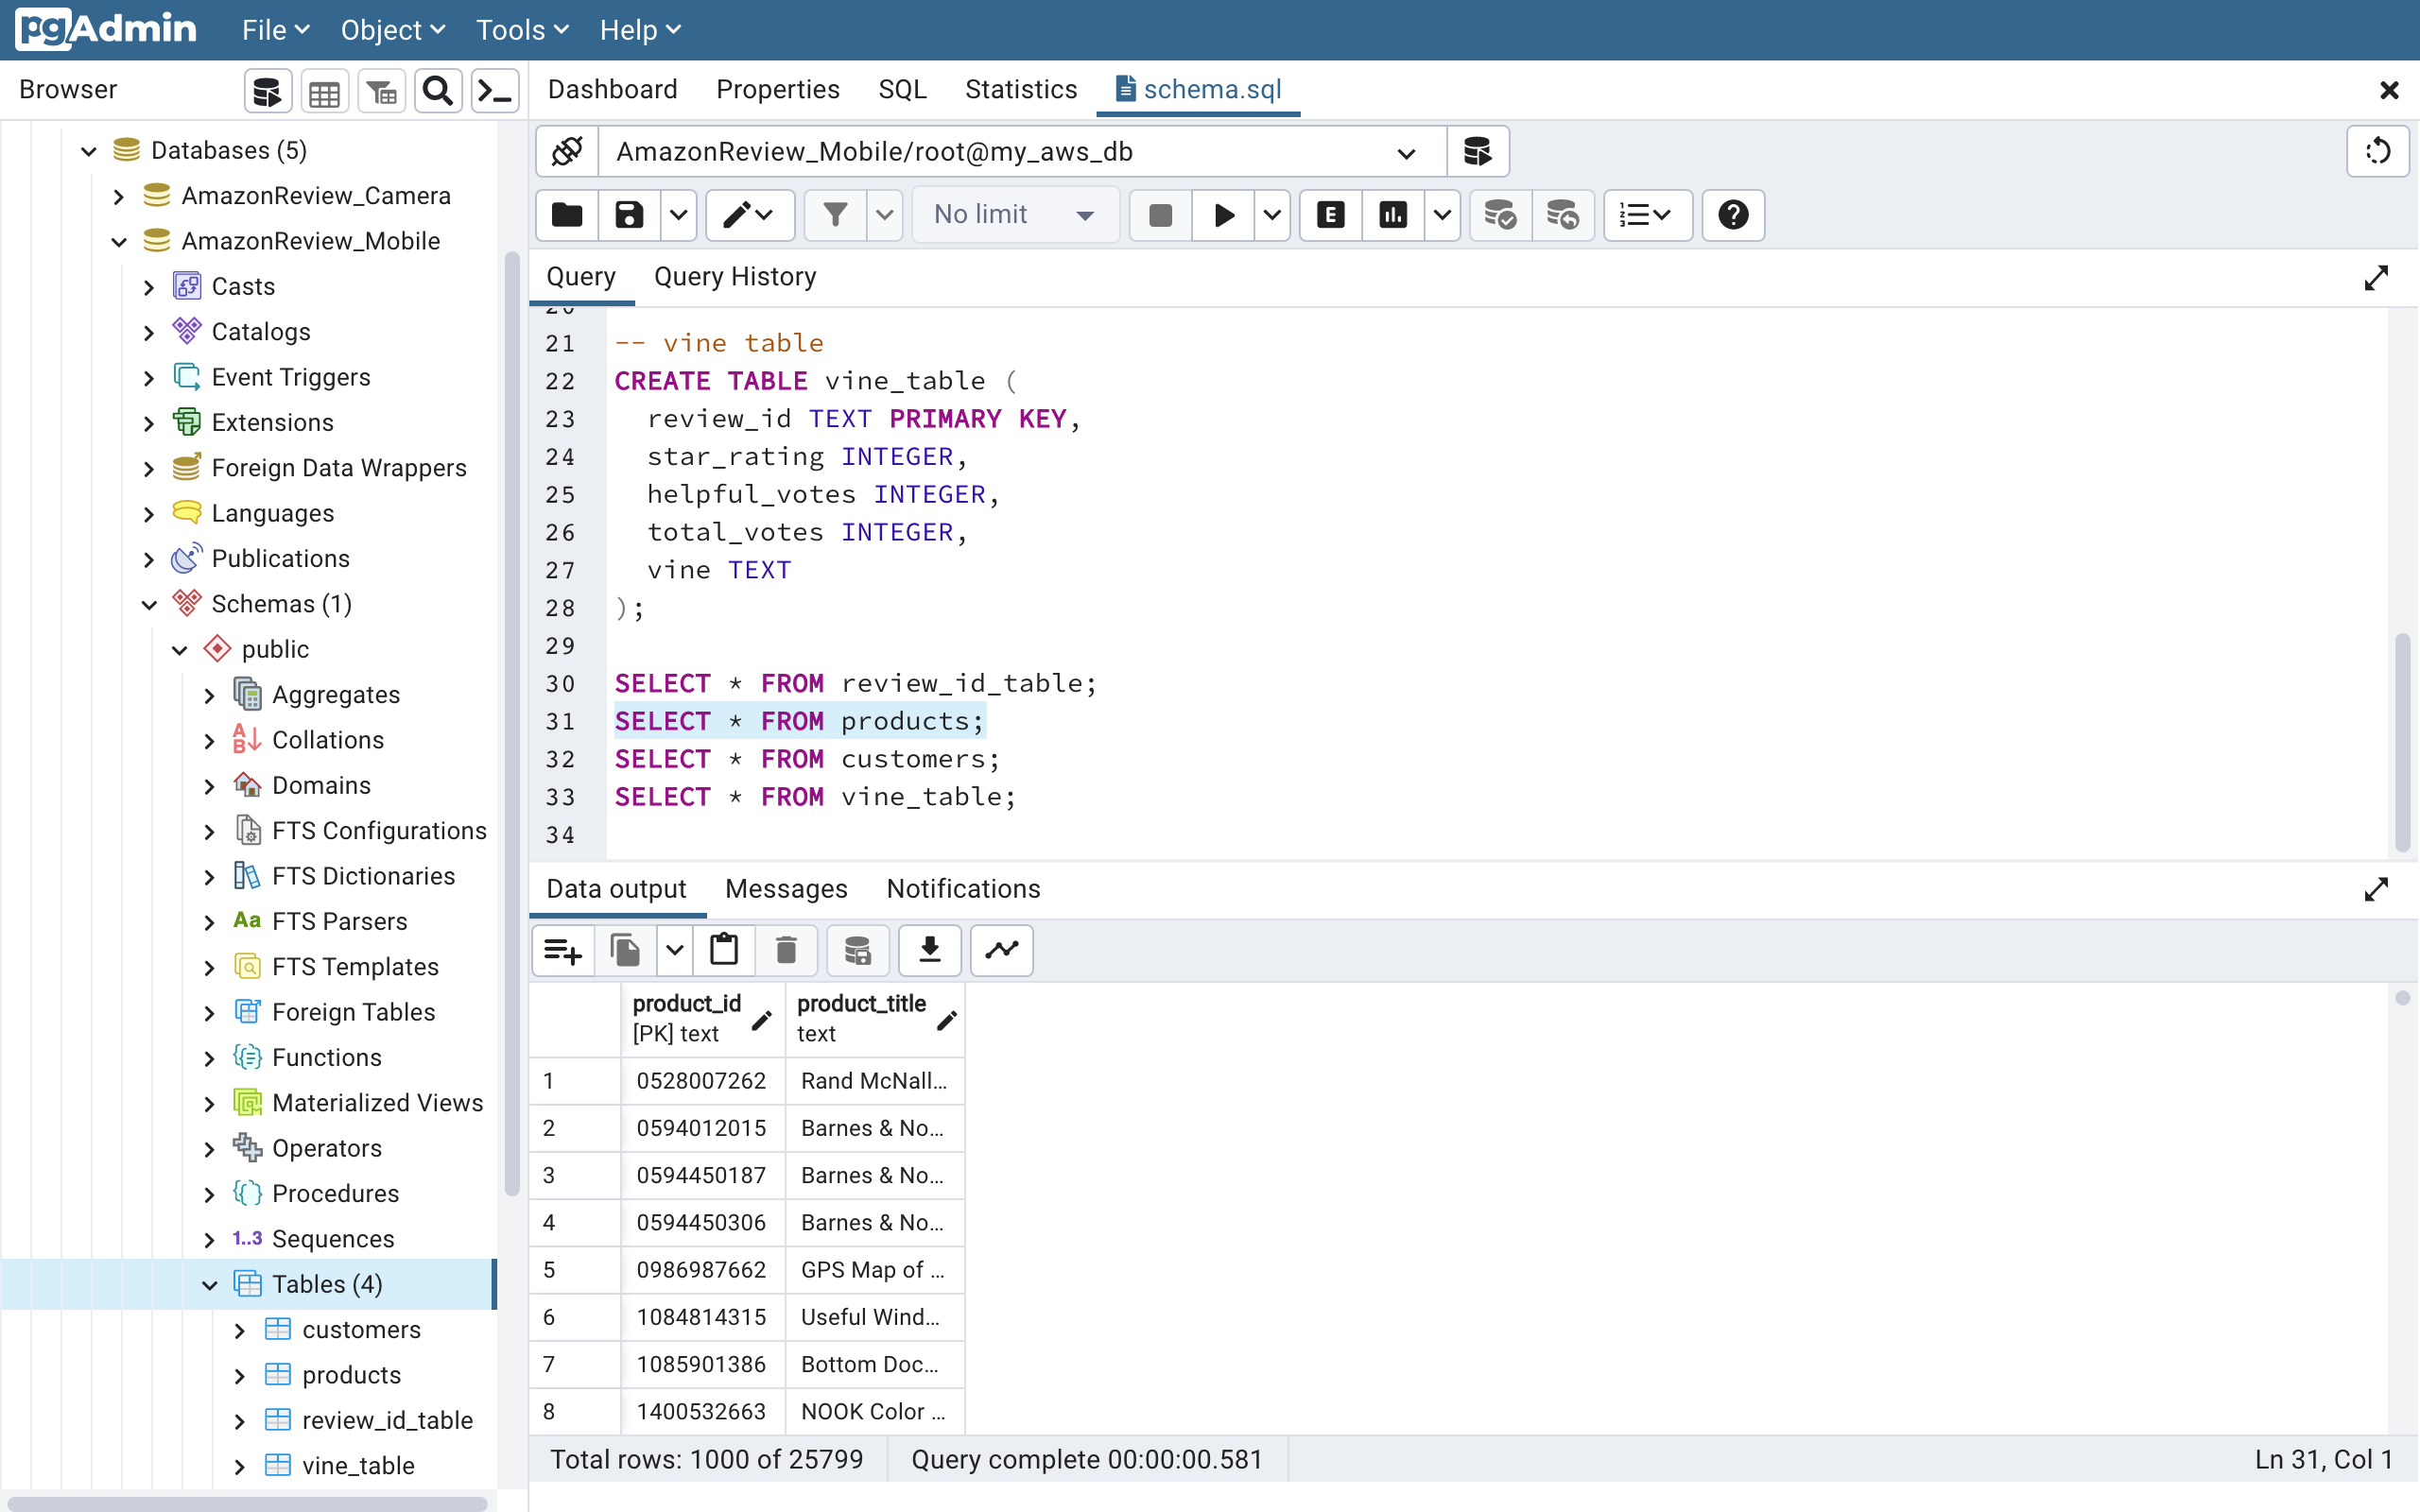 pgAdmin File Object Tools Help
Browser
Databases (5)
AmazonReview_Camera
AmazonReview_Mobile
Casts
Catalogs
Event Triggers
Extensions
Foreign Data Wrappers
Languages
Publications
Schemas (1)
public
Aggregates
Collations
Domains
FTS Configurations
FTS Dictionaries
Aa FTS Parsers
FTS Templates
Foreign Tables
Functions
Materialized Views
Operators
Procedures
1..3 Sequences
Tables (4)
customers
products
review_id_table
vine_table
Dashboard Properties SQL Statistics schema.sql
AmazonReview_Mobile/root@my_aws_db
No limit E
Query Query History
20
21 -- vine table
22 CREATE TABLE vine_table (
23 review_id TEXT PRIMARY KEY,
24 star_rating INTEGER,
25 helpful_votes INTEGER,
26 total_votes INTEGER,
27 vine TEXT
28 );
29
30 SELECT * FROM review_id_table;
31 SELECT * FROM products;
32 SELECT * FROM customers;
33 SELECT * FROM vine_table;
34
Data output Messages Notifications
product_id product_title
[PK] text text
1 0528007262 Rand McNall...
2 0594012015 Barnes & No...
3 0594450187 Barnes & No...
4 0594450306 Barnes & No...
5 0986987662 GPS Map of ...
6 1084814315 Useful Wind...
7 1085901386 Bottom Doc...
8 1400532663 NOOK Color ...
Total rows: 1000 of 25799 Query complete 00:00:00.581 Ln 31, Col 1